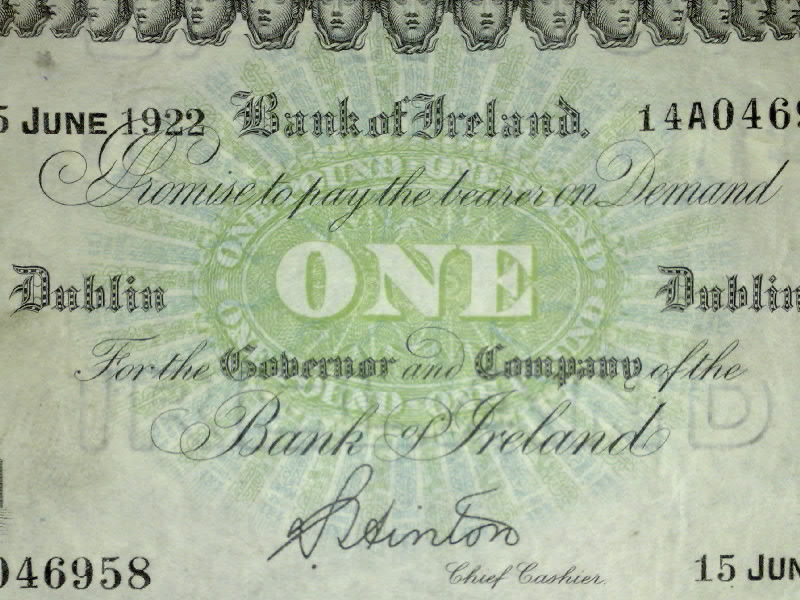 5 JUNE 1922 Bank of Ireland. 14A0469
Promise to pay the bearer on Demand
ONE
Dublin Dublin
For the Governor and Company of the
Bank of Ireland
S Hinton
Chief Cashier.
046958 15 JUN